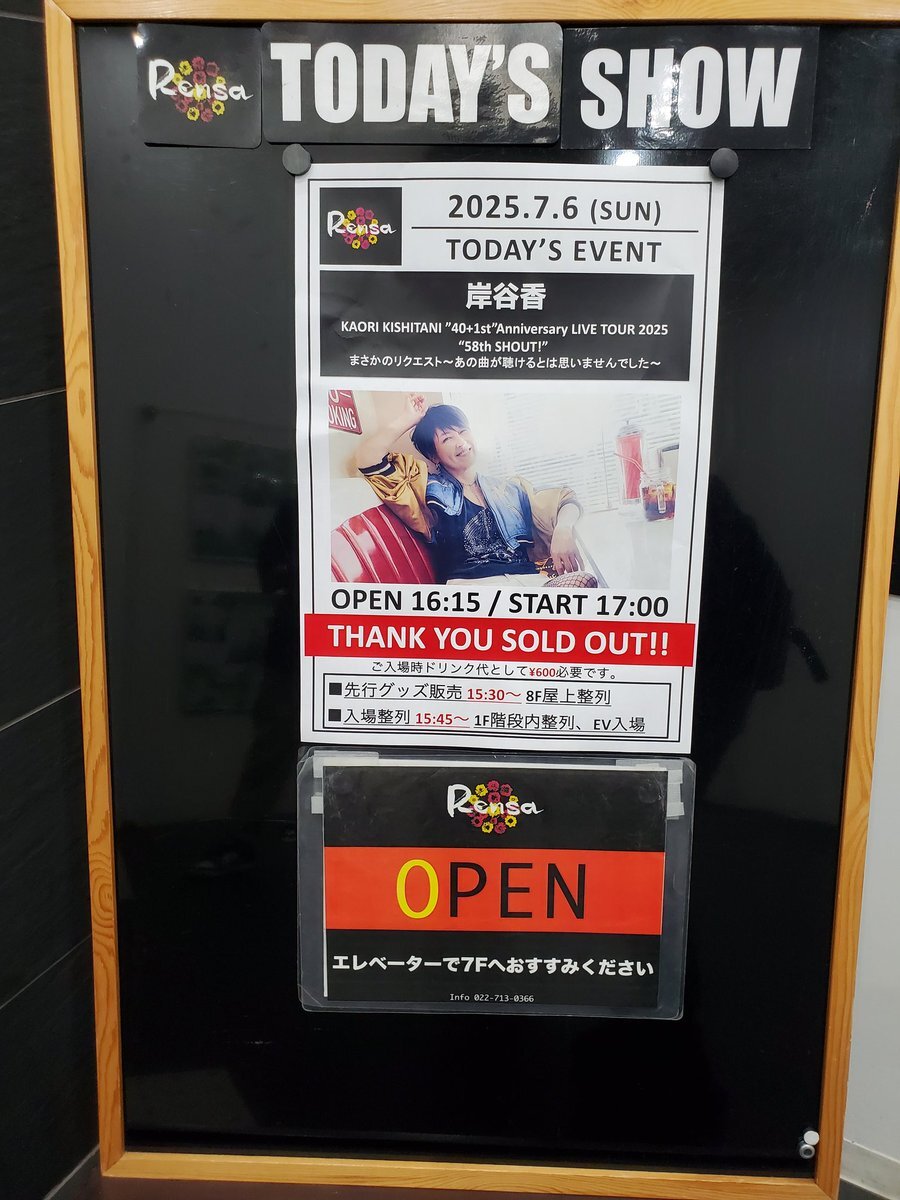 Rensa TODAY'S SHOW
Rensa
2025.7.6 (SUN)
TODAY'S EVENT
岸谷香
KAORI KISHITANI ”40+1st”Anniversary LIVE TOUR 2025
“58th SHOUT!”
まさかのリクエスト〜あの曲が聴けるとは思いませんでした〜
OKING
OPEN 16:15 / START 17:00
THANK YOU SOLD OUT!!
ご入場時ドリンク代として¥600必要です。
■先行グッズ販売 15:30〜 8F屋上整列
■入場整列 15:45〜 1F階段内整列、EV入場
Rensa
OPEN
エレベーターで7Fへおすすみください
Info 022-713-0366